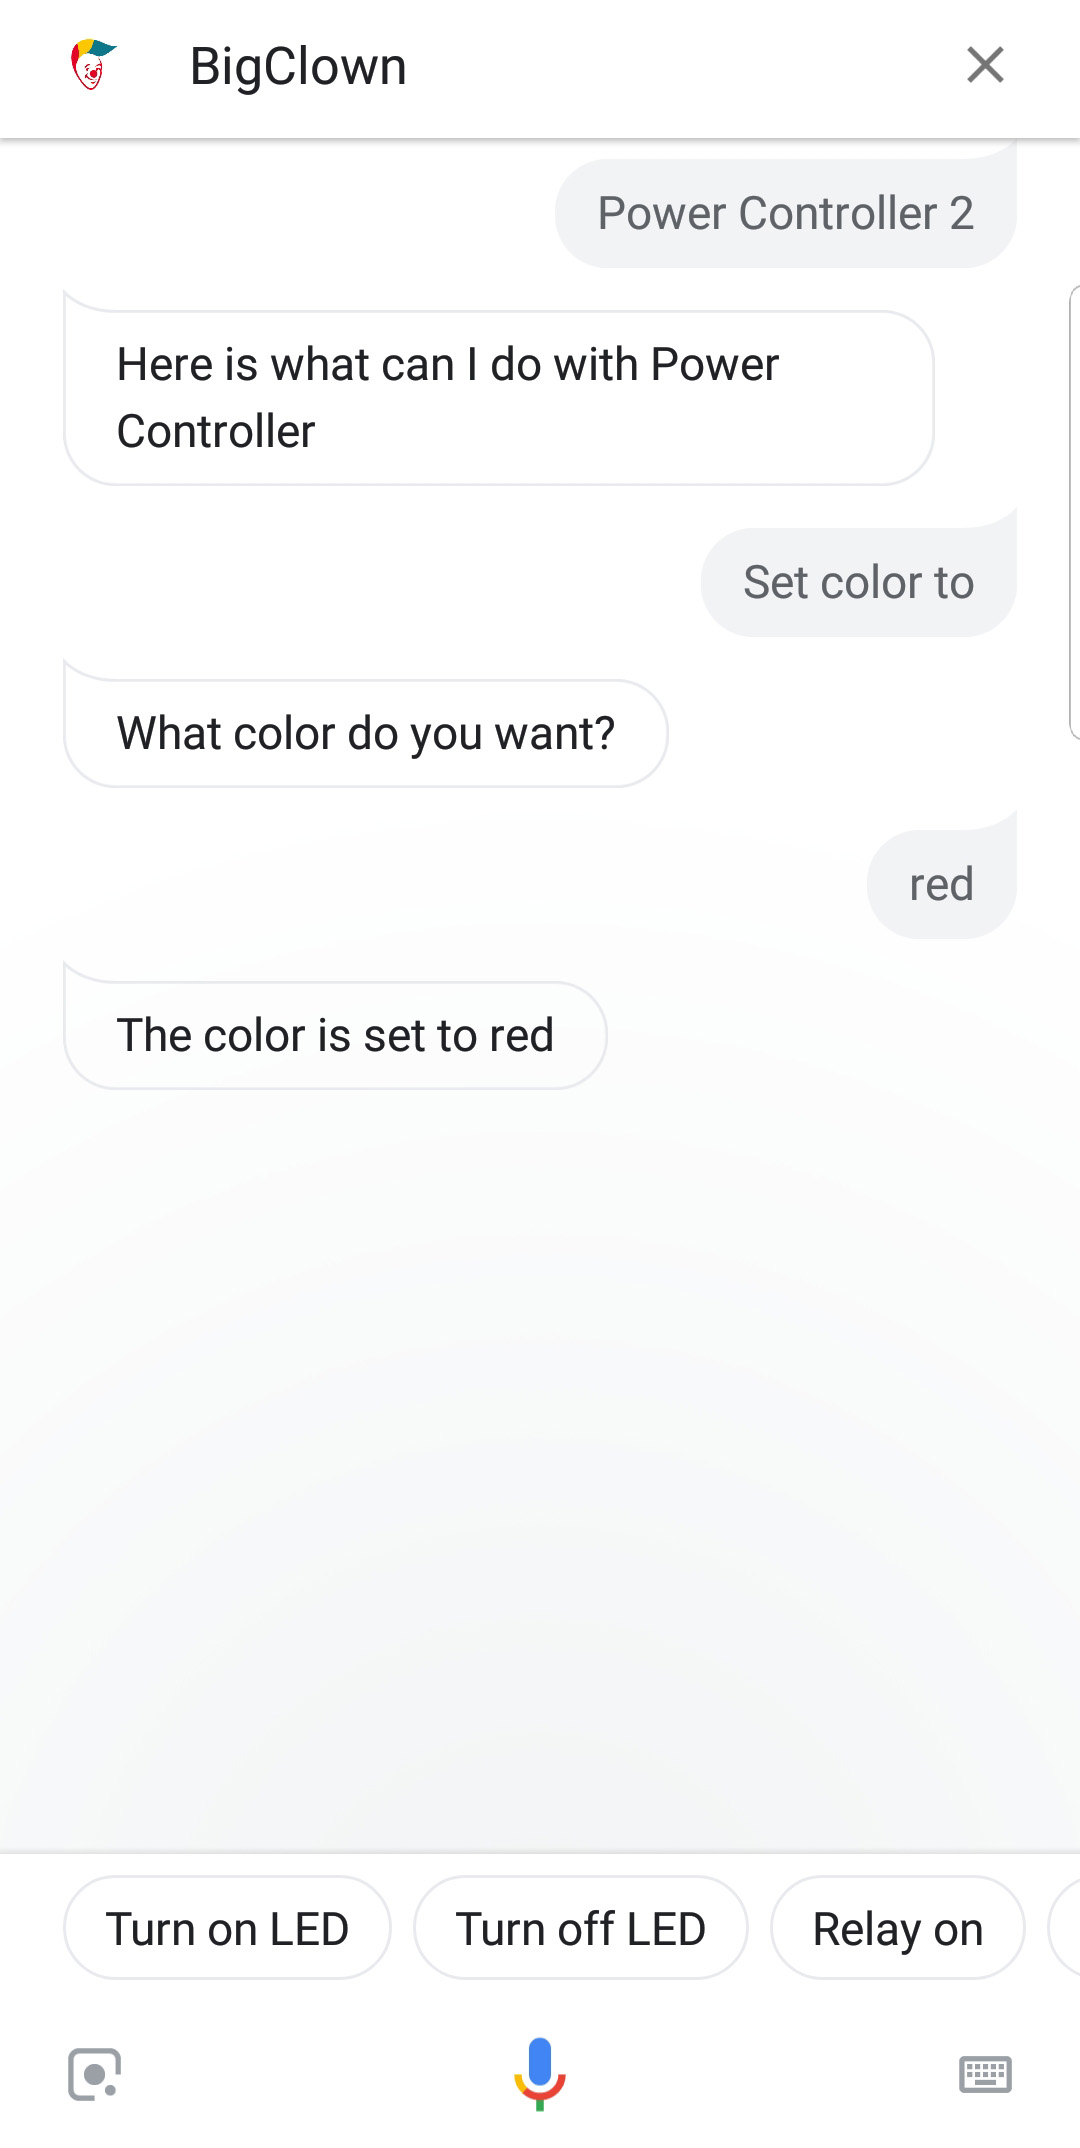 BigClown
Power Controller 2
Here is what can I do with Power
Controller
Set color to
What color do you want?
red
The color is set to red
Turn on LED
Turn off LED
Relay on